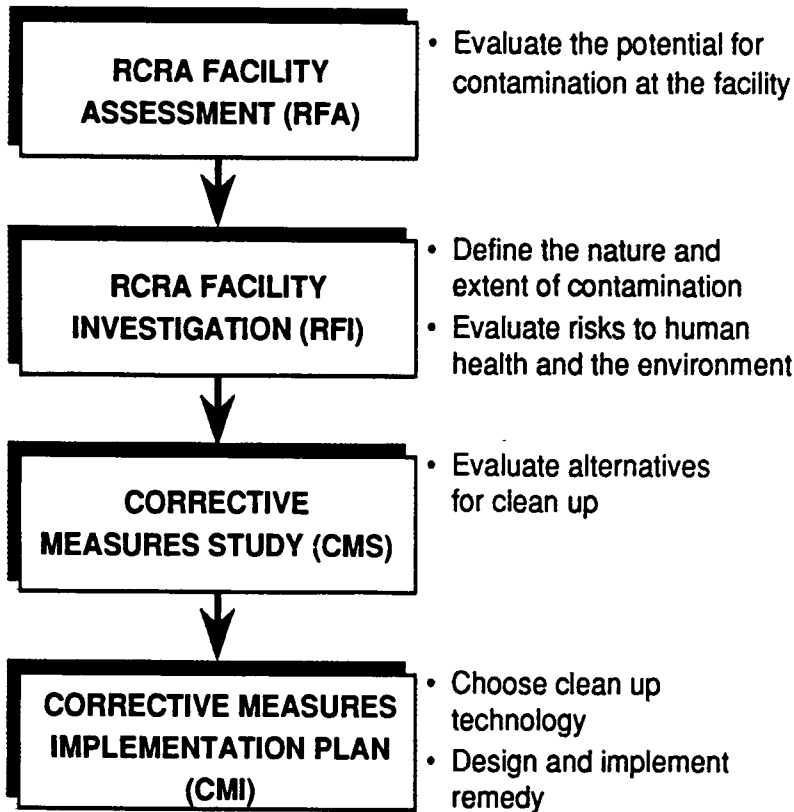 RCRA FACILITY
ASSESSMENT (RFA)
• Evaluate the potential for
contamination at the facility
RCRA FACILITY
INVESTIGATION (RFI)
• Define the nature and
extent of contamination
• Evaluate risks to human
health and the environment
CORRECTIVE
MEASURES STUDY (CMS)
• Evaluate alternatives
for clean up
CORRECTIVE MEASURES
IMPLEMENTATION PLAN
(CMI)
• Choose clean up
technology
• Design and implement
remedy